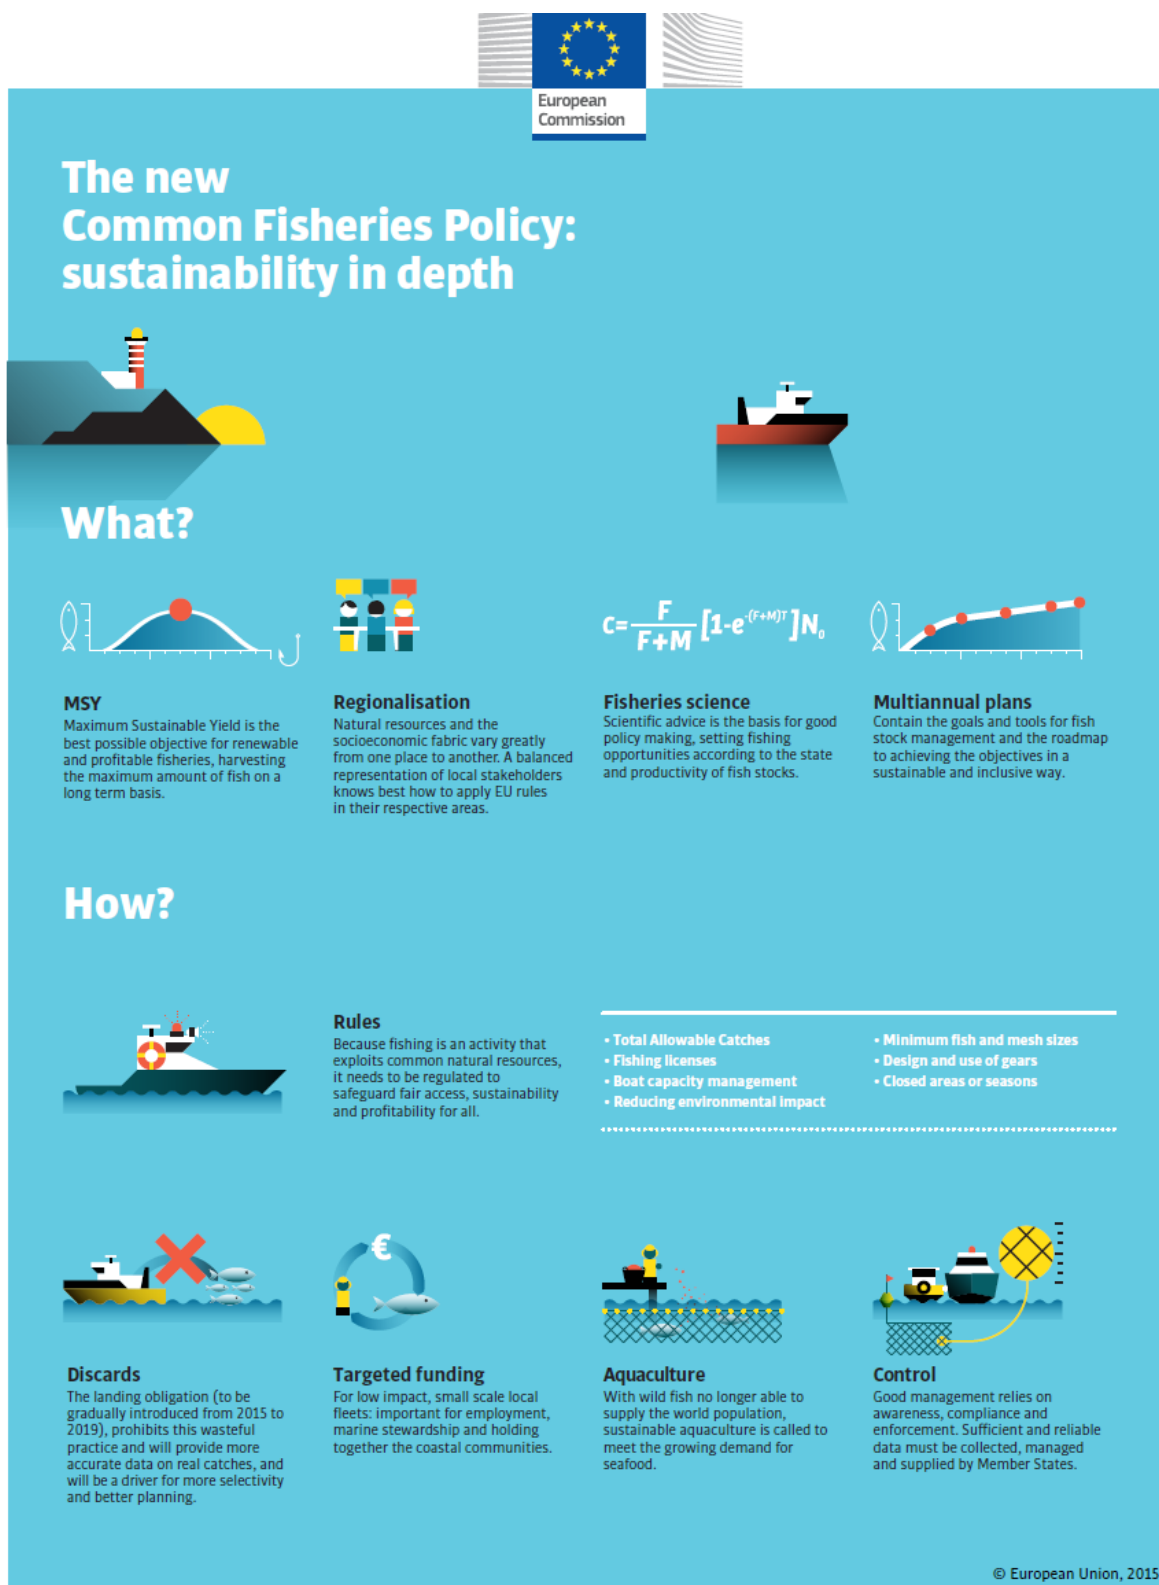 European
Commission
The new
Common Fisheries Policy:
sustainability in depth
What?
C= F / F+M [1-e^-(F+M)T]N₀
MSY
Maximum Sustainable Yield is the
best possible objective for renewable
and profitable fisheries, harvesting
the maximum amount of fish on a
long term basis.
Regionalisation
Natural resources and the
socioeconomic fabric vary greatly
from one place to another. A balanced
representation of local stakeholders
knows best how to apply EU rules
in their respective areas.
Fisheries science
Scientific advice is the basis for good
policy making, setting fishing
opportunities according to the state
and productivity of fish stocks.
Multiannual plans
Contain the goals and tools for fish
stock management and the roadmap
to achieving the objectives in a
sustainable and inclusive way.
How?
Rules
Because fishing is an activity that
exploits common natural resources,
it needs to be regulated to
safeguard fair access, sustainability
and profitability for all.
• Total Allowable Catches
• Fishing licenses
• Boat capacity management
• Reducing environmental impact
• Minimum fish and mesh sizes
• Design and use of gears
• Closed areas or seasons
€
Discards
The landing obligation (to be
gradually introduced from 2015 to
2019), prohibits this wasteful
practice and will provide more
accurate data on real catches, and
will be a driver for more selectivity
and better planning.
Targeted funding
For low impact, small scale local
fleets: important for employment,
marine stewardship and holding
together the coastal communities.
Aquaculture
With wild fish no longer able to
supply the world population,
sustainable aquaculture is called to
meet the growing demand for
seafood.
Control
Good management relies on
awareness, compliance and
enforcement. Sufficient and reliable
data must be collected, managed
and supplied by Member States.
© European Union, 2015